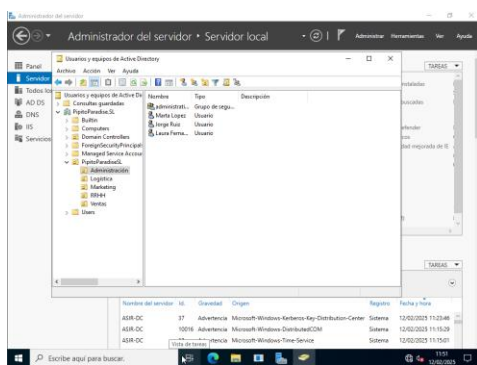 Administrador del servidor
Administrador del servidor • Servidor local
Administrar Herramientas Ver Ayuda
Panel
Servidor
Todos los
AD DS
DNS
IIS
Servicios
Usuarios y equipos de Active Directory
Archivo Acción Ver Ayuda
Usuarios y equipos de Active Dir
Consultas guardadas
PipitoParadise.SL
Builtin
Computers
Domain Controllers
ForeignSecurityPrincipals
Managed Service Accou
PipitoParadiseSL
Administración
Logistica
Marketing
RRHH
Ventas
Users
Nombre Tipo Descripción
administrati... Grupo de segu...
Marta Lopez Usuario
Jorge Ruiz Usuario
Laura Ferna... Usuario
TAREAS
TAREAS
Nombre del servidor Id. Gravedad Origen Registro Fecha y hora
ASIR-DC 37 Advertencia Microsoft-Windows-Kerberos-Key-Distribution-Center Sistema 12/02/2025 11:23:46
ASIR-DC 10016 Advertencia Microsoft-Windows-DistributedCOM Sistema 12/02/2025 11:15:28
ASIR-DC Microsoft-Windows-Time-Service Sistema 12/02/2025 11:15:01
Vista de tareas
Escribe aquí para buscar.
11:51
12/02/2025